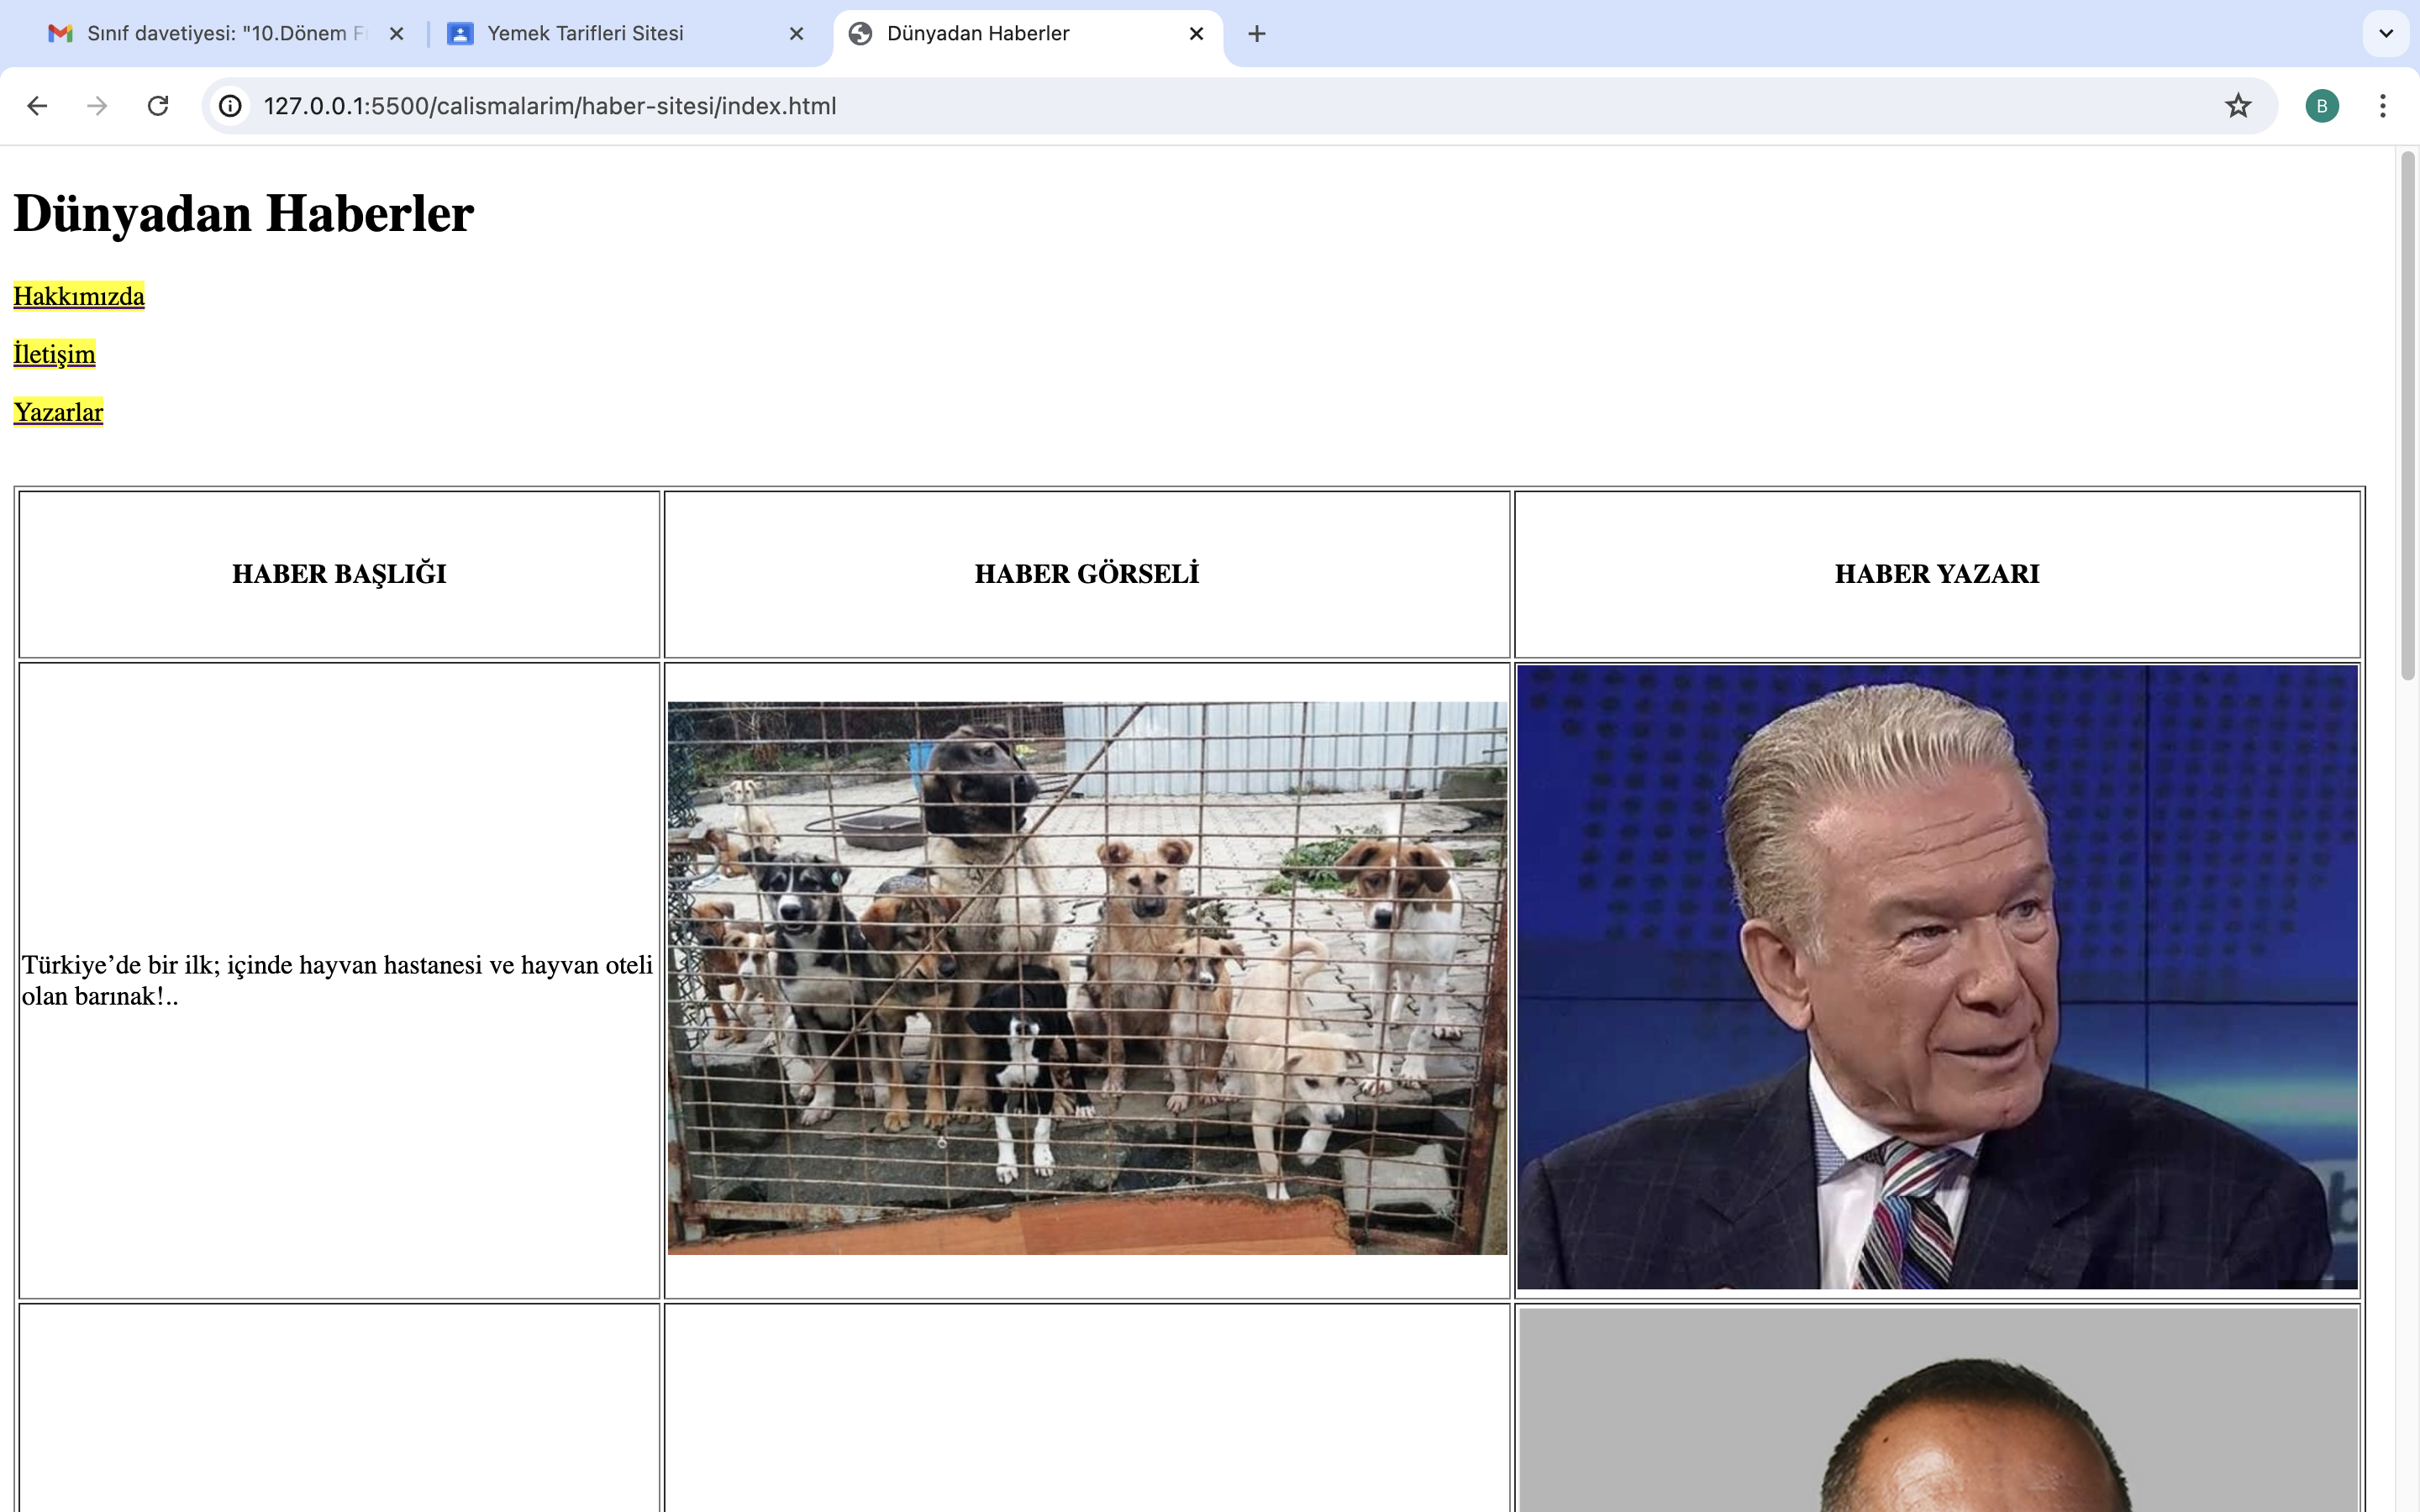 Sınıf davetiyesi: "10.Dönem F
Yemek Tarifleri Sitesi
Dünyadan Haberler
127.0.0.1:5500/calismalarim/haber-sitesi/index.html
B
Dünyadan Haberler
Hakkımızda
İletişim
Yazarlar
HABER BAŞLIĞI
HABER GÖRSELİ
HABER YAZARI
Türkiye’de bir ilk; içinde hayvan hastanesi ve hayvan oteli
olan barınak!..